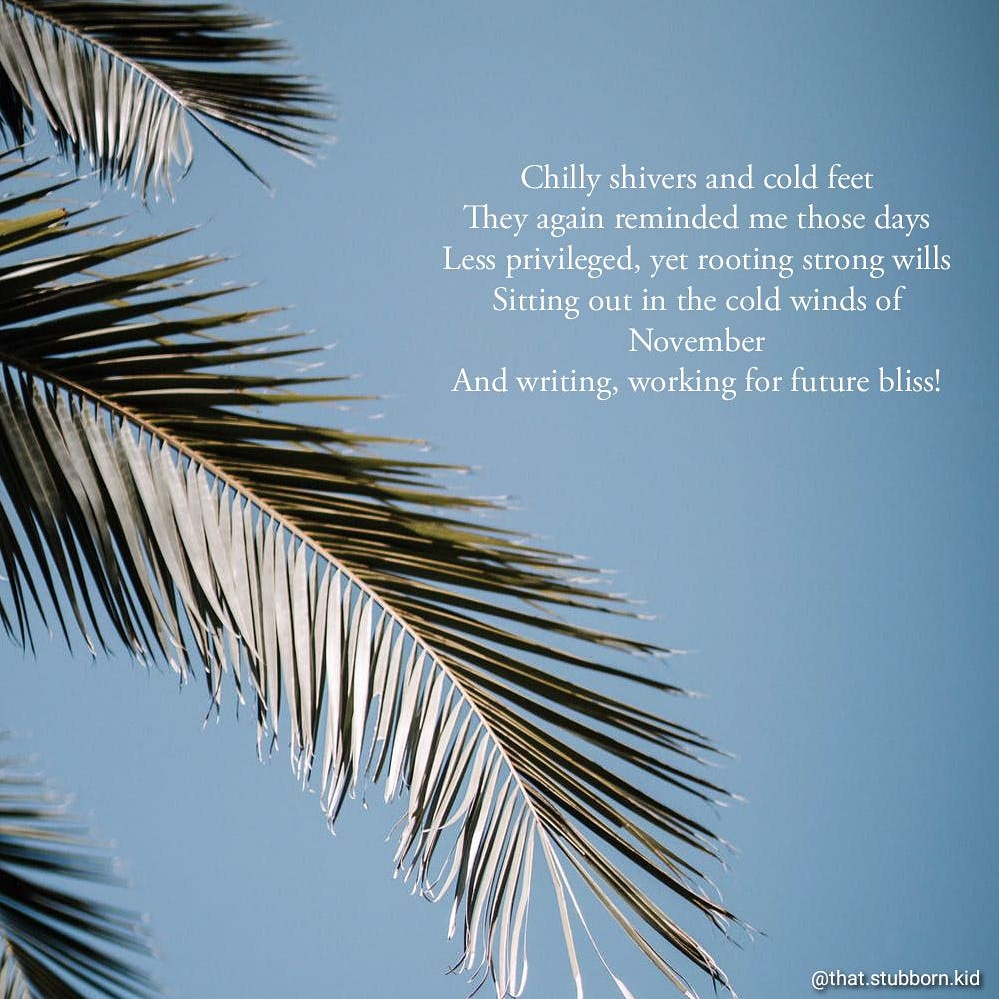 Chilly shivers and cold feet
They again reminded me those days
Less privileged, yet rooting strong wills
Sitting out in the cold winds of
November
And writing, working for future bliss!
@that.stubborn.kid